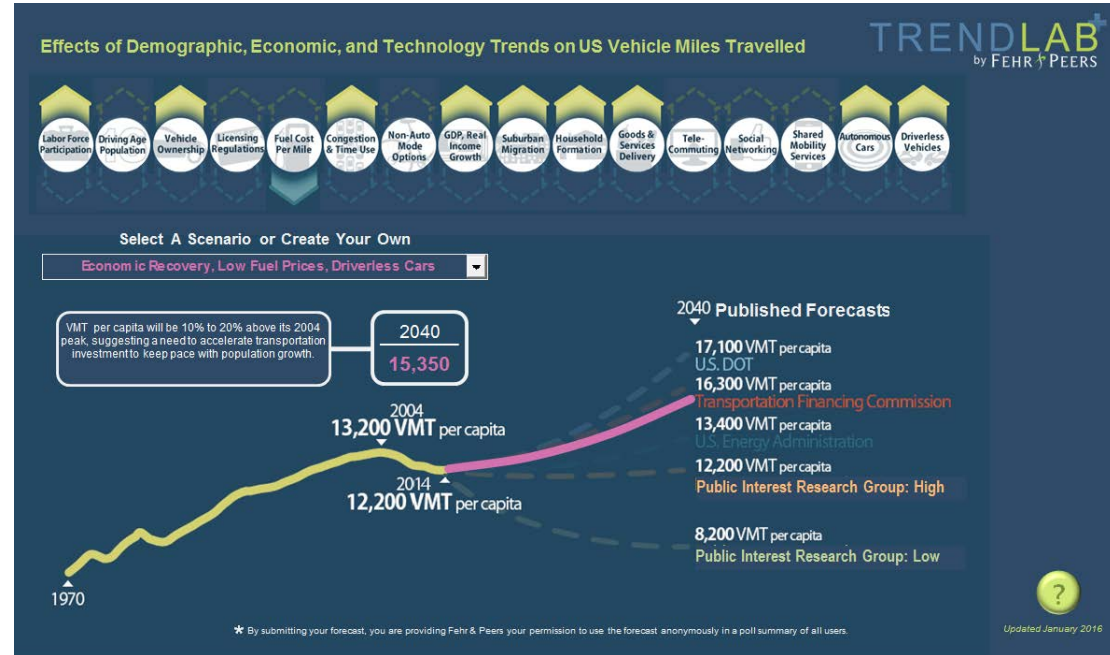 Effects of Demographic, Economic, and Technology Trends on US Vehicle Miles Travelled
TRENDLAB+
by FEHR & PEERS
Labor Force
Participation
Driving Age
Population
Vehicle
Ownership
Licensing
Regulations
Fuel Cost
Per Mile
Congestion
& Time Use
Non-Auto
Mode
Options
GDP, Real
Income
Growth
Suburban
Migration
Household
Formation
Goods &
Services
Delivery
Tele-
Commuting
Social
Networking
Shared
Mobility
Services
Autonomous
Cars
Driverless
Vehicles
Select A Scenario or Create Your Own
Economic Recovery, Low Fuel Prices, Driverless Cars
VMT per capita will be 10% to 20% above its 2004
peak, suggesting a need to accelerate transportation
investment to keep pace with population growth.
2040
15,350
2040 Published Forecasts
17,100 VMT per capita
U.S. DOT
16,300 VMT per capita
Transportation Financing Commission
13,400 VMT per capita
U.S. Energy Administration
12,200 VMT per capita
Public Interest Research Group: High
8,200 VMT per capita
Public Interest Research Group: Low
2004
13,200 VMT per capita
2014
12,200 VMT per capita
1970
?
* By submitting your forecast, you are providing Fehr & Peers your permission to use the forecast anonymously in a poll summary of all users.
Updated January 2016